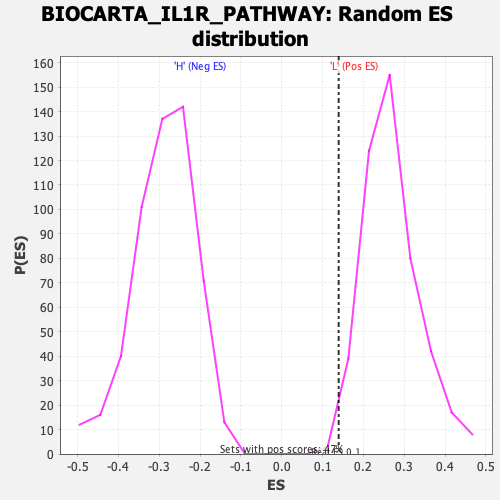 BIOCARTA_IL1R_PATHWAY: Random ES
distribution
'H' (Neg ES)
'L' (Pos ES)
P(ES)
160
150
140
130
120
110
100
90
80
70
60
50
40
30
20
10
0
Sets with pos scores: 47%
-0.5 -0.4 -0.3 -0.2 -0.1 0.0 0.1 0.2 0.3 0.4 0.5
ES